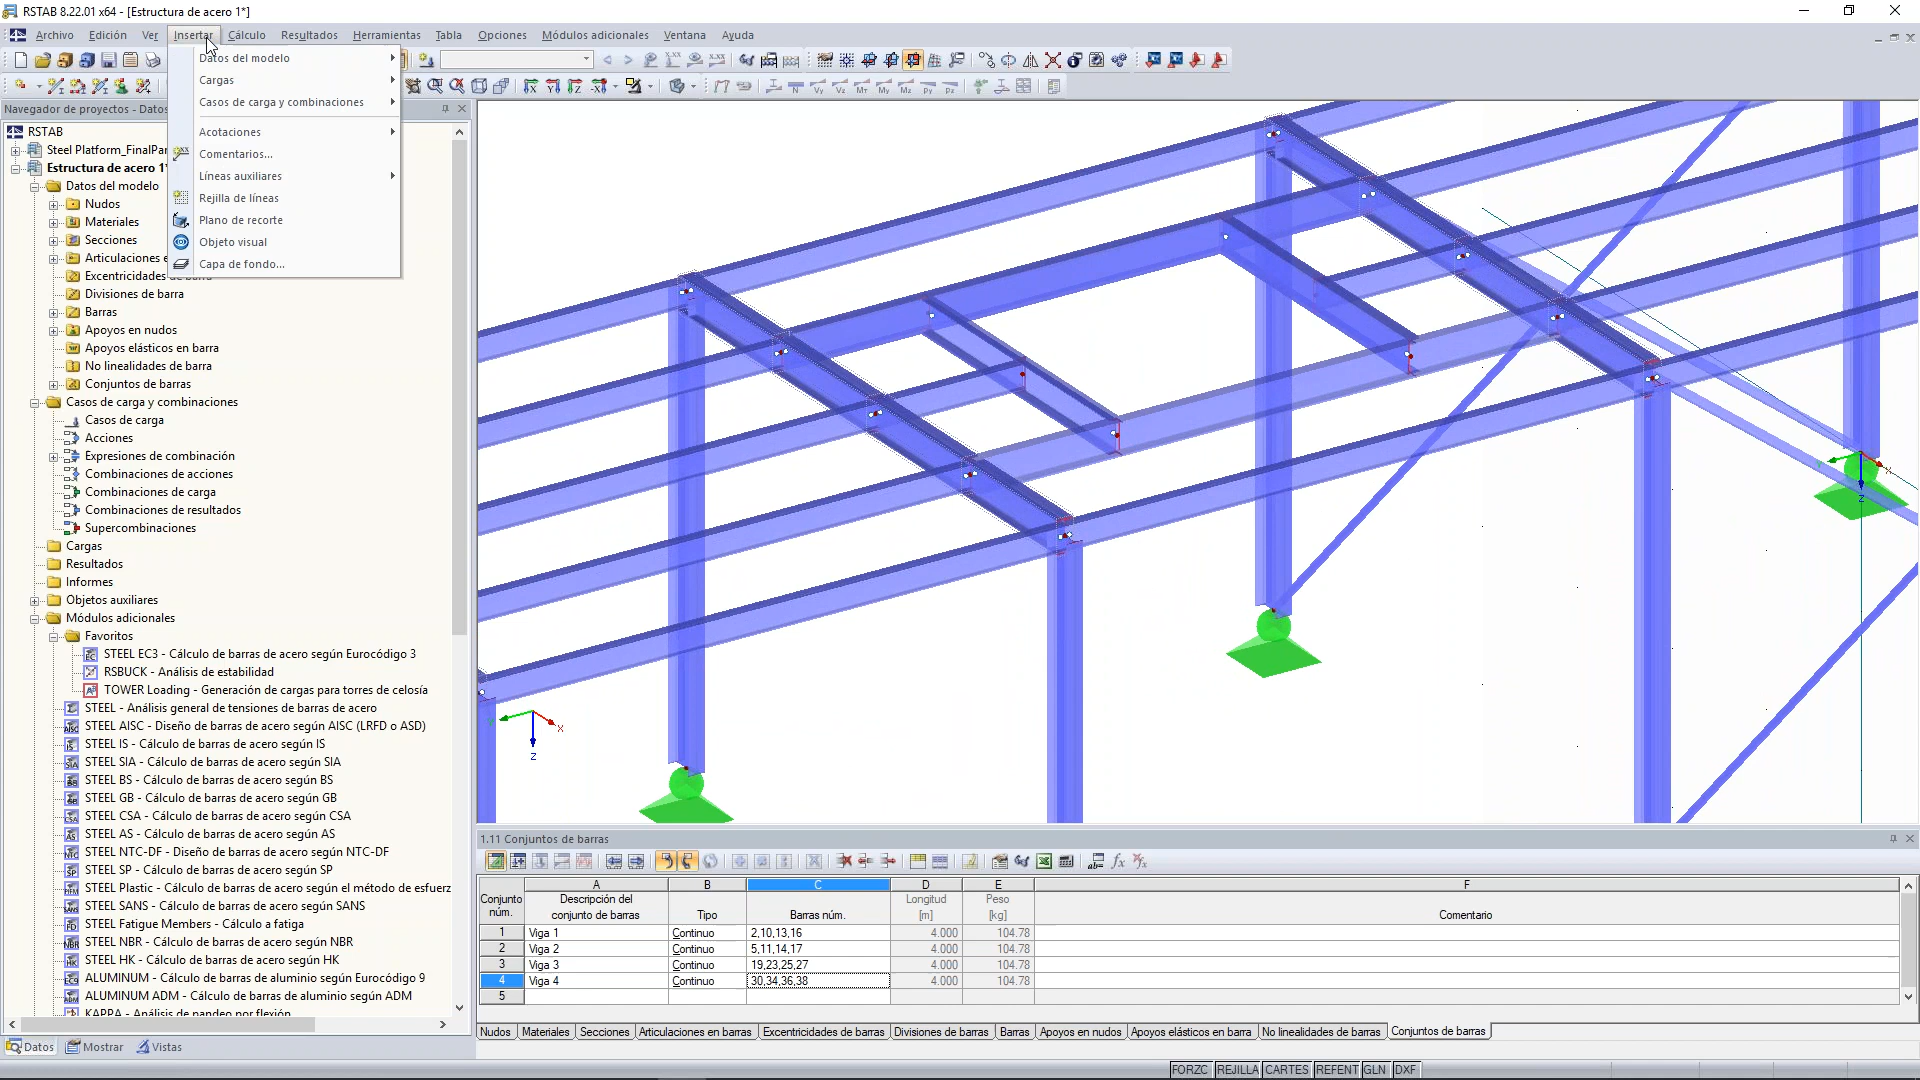 RSTAB 8.22.01 x64 - [Estructura de acero 1*]
Archivo Edición Ver Insertar Cálculo Resultados Herramientas Tabla Opciones Módulos adicionales Ventana Ayuda
Navegador de proyectos - Datos
Datos del modelo
Cargas
Casos de carga y combinaciones
Acotaciones
Comentarios...
Líneas auxiliares
Rejilla de líneas
Plano de recorte
Objeto visual
Capa de fondo...
RSTAB
Steel Platform_FinalPar
Estructura de acero 1*
Datos del modelo
Nudos
Materiales
Secciones
Articulaciones e
Excentricidades de barra
Divisiones de barra
Barras
Apoyos en nudos
Apoyos elásticos en barra
No linealidades de barra
Conjuntos de barras
Casos de carga y combinaciones
Casos de carga
Acciones
Expresiones de combinación
Combinaciones de acciones
Combinaciones de carga
Combinaciones de resultados
Supercombinaciones
Cargas
Resultados
Informes
Objetos auxiliares
Módulos adicionales
Favoritos
STEEL EC3 - Cálculo de barras de acero según Eurocódigo 3
RSBUCK - Análisis de estabilidad
TOWER Loading - Generación de cargas para torres de celosía
STEEL - Análisis general de tensiones de barras de acero
STEEL AISC - Diseño de barras de acero según AISC (LRFD o ASD)
STEEL IS - Cálculo de barras de acero según IS
STEEL SIA - Cálculo de barras de acero según SIA
STEEL BS - Cálculo de barras de acero según BS
STEEL GB - Cálculo de barras de acero según GB
STEEL CSA - Cálculo de barras de acero según CSA
STEEL AS - Cálculo de barras de acero según AS
STEEL NTC-DF - Diseño de barras de acero según NTC-DF
STEEL SP - Cálculo de barras de acero según SP
STEEL Plastic - Cálculo de barras de acero según el método de esfuerz
STEEL SANS - Cálculo de barras de acero según SANS
STEEL Fatigue Members - Cálculo a fatiga
STEEL NBR - Cálculo de barras de acero según NBR
STEEL HK - Cálculo de barras de acero según HK
ALUMINUM - Cálculo de barras de aluminio según Eurocódigo 9
ALUMINUM ADM - Cálculo de barras de aluminio según ADM
KAPPA - Análisis de pandeo por flexión
Datos Mostrar Vistas
X
Z
X
Z
1.11 Conjuntos de barras
A B C D E F
Conjunto núm. Descripción del conjunto de barras Tipo Barras núm. Longitud [m] Peso [kg] Comentario
1 Viga 1 Continuo 2,10,13,16 4.000 104.78
2 Viga 2 Continuo 5,11,14,17 4.000 104.78
3 Viga 3 Continuo 19,23,25,27 4.000 104.78
4 Viga 4 Continuo 30,34,36,38 4.000 104.78
5
Nudos Materiales Secciones Articulaciones en barras Excentricidades de barras Divisiones de barras Barras Apoyos en nudos Apoyos elásticos en barra No linealidades de barras Conjuntos de barras
FORZC REJILLA CARTES REFENT GLN DXF